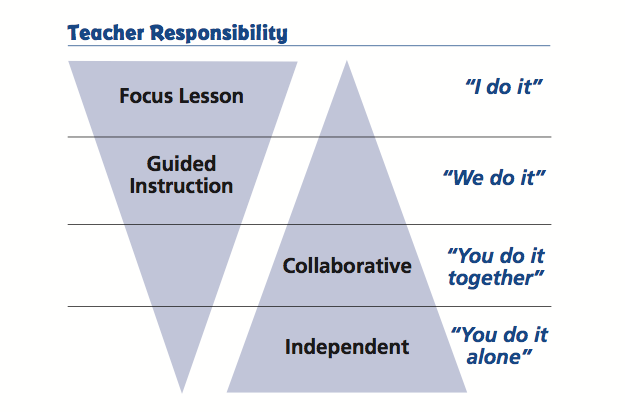 Teacher Responsibility
Focus Lesson
“I do it”
Guided
Instruction
“We do it”
Collaborative
“You do it
together”
Independent
“You do it
alone”